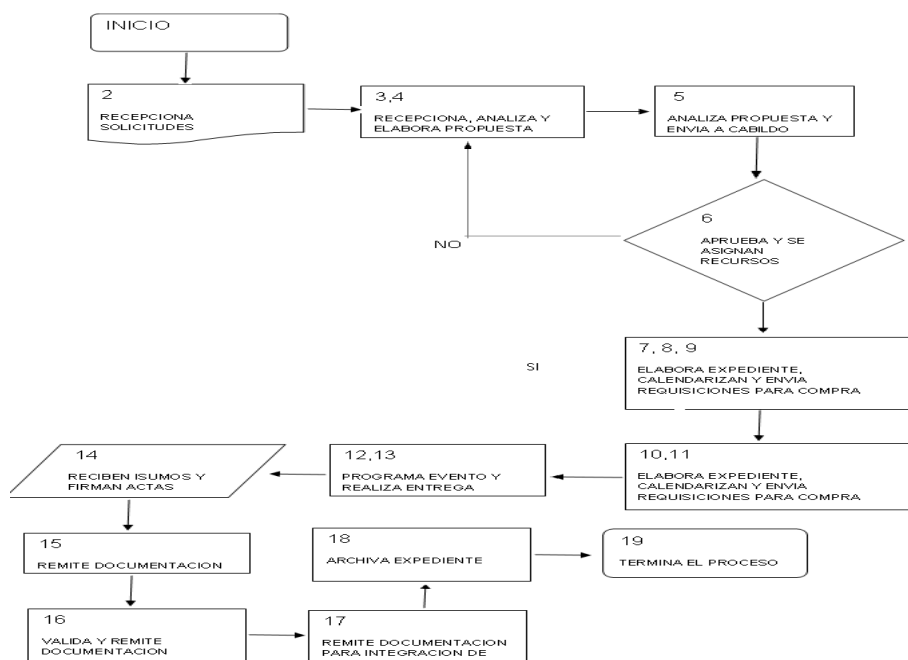 INICIO
2
RECEPCIONA
SOLICITUDES
3,4
RECEPCIONA, ANALIZA Y
ELABORA PROPUESTA
5
ANALIZA PROPUESTA Y
ENVIA A CABILDO
6
APRUEBA Y SE
ASIGNAN
RECURSOS
NO
SI
7, 8, 9
ELABORA EXPEDIENTE,
CALENDARIZAN Y ENVIA
REQUISICIONES PARA COMPRA
10,11
ELABORA EXPEDIENTE,
CALENDARIZAN Y ENVIA
REQUISICIONES PARA COMPRA
12,13
PROGRAMA EVENTO Y
REALIZA ENTREGA
14
RECIBEN ISUMOS Y
FIRMAN ACTAS
15
REMITE DOCUMENTACION
16
VALIDA Y REMITE
DOCUMENTACION
17
REMITE DOCUMENTACION
PARA INTEGRACION DE
18
ARCHIVA EXPEDIENTE
19
TERMINA EL PROCESO